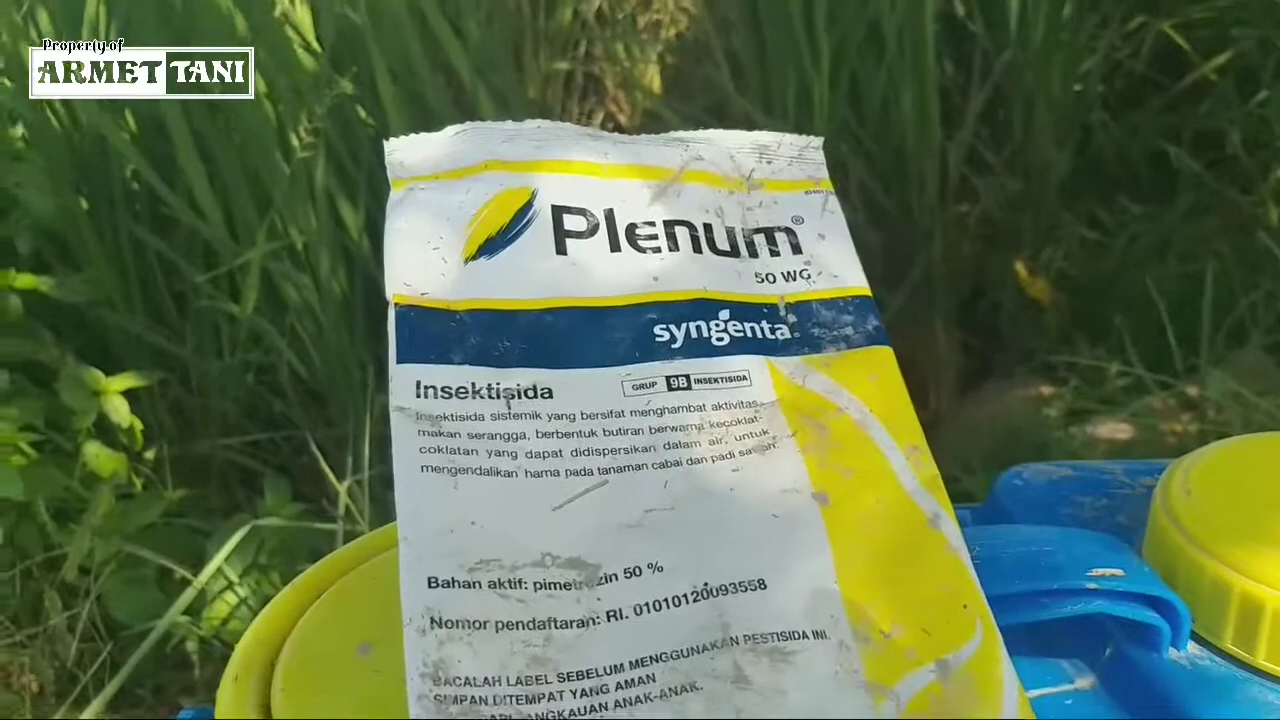 Property of
ARMET TANI
Plenum®
50 WG
syngenta
Insektisida
GRUP 9B INSEKTISIDA
Insektisida sistemik yang bersifat menghambat aktivitas
makan serangga, berbentuk butiran berwarna kecoklat-
coklatan yang dapat didispersikan dalam air, untuk
mengendalikan hama pada tanaman cabai dan padi sawah.
Bahan aktif: pimetrozin 50 %
Nomor pendaftaran: RI. 01010120093558
BACALAH LABEL SEBELUM MENGGUNAKAN PESTISIDA INI.
SIMPAN DITEMPAT YANG AMAN
JANGKAUAN ANAK-ANAK.